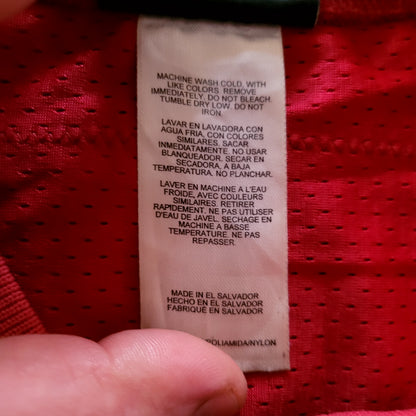 MACHINE WASH COLD, WITH
LIKE COLORS. REMOVE
IMMEDIATELY. DO NOT BLEACH.
TUMBLE DRY LOW. DO NOT
IRON.
LAVAR EN LAVADORA CON
AGUA FRIA, CON COLORES
SIMILARES. SACAR
INMEDIATAMENTE. NO USAR
BLANQUEADOR. SECAR EN
SECADORA, A BAJA
TEMPERATURA. NO PLANCHAR.
LAVER EN MACHINE A L'EAU
FROIDE, AVEC COULEURS
SIMILAIRES. RETIRER
RAPIDEMENT. NE PAS UTILISER
D'EAU DE JAVEL. SECHAGE EN
MACHINE A BASSE
TEMPERATURE. NE PAS
REPASSER.
MADE IN EL SALVADOR
HECHO EN EL SALVADOR
FABRIQUÉ EN EL SALVADOR
POLIAMIDA/NYLON